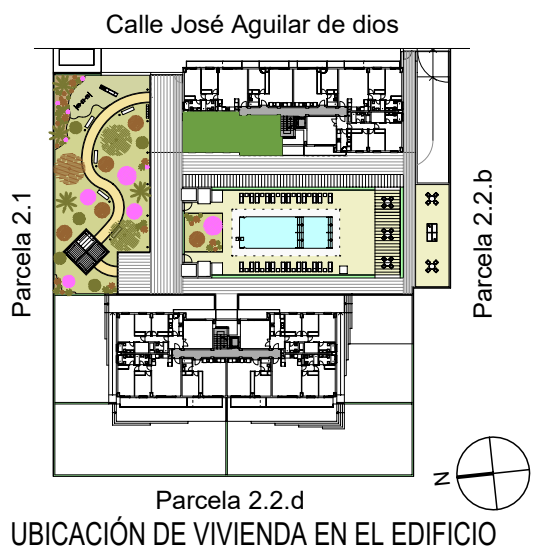 Calle José Aguilar de dios
Parcela 2.1
Parcela 2.2.b
N
Parcela 2.2.d
UBICACIÓN DE VIVIENDA EN EL EDIFICIO